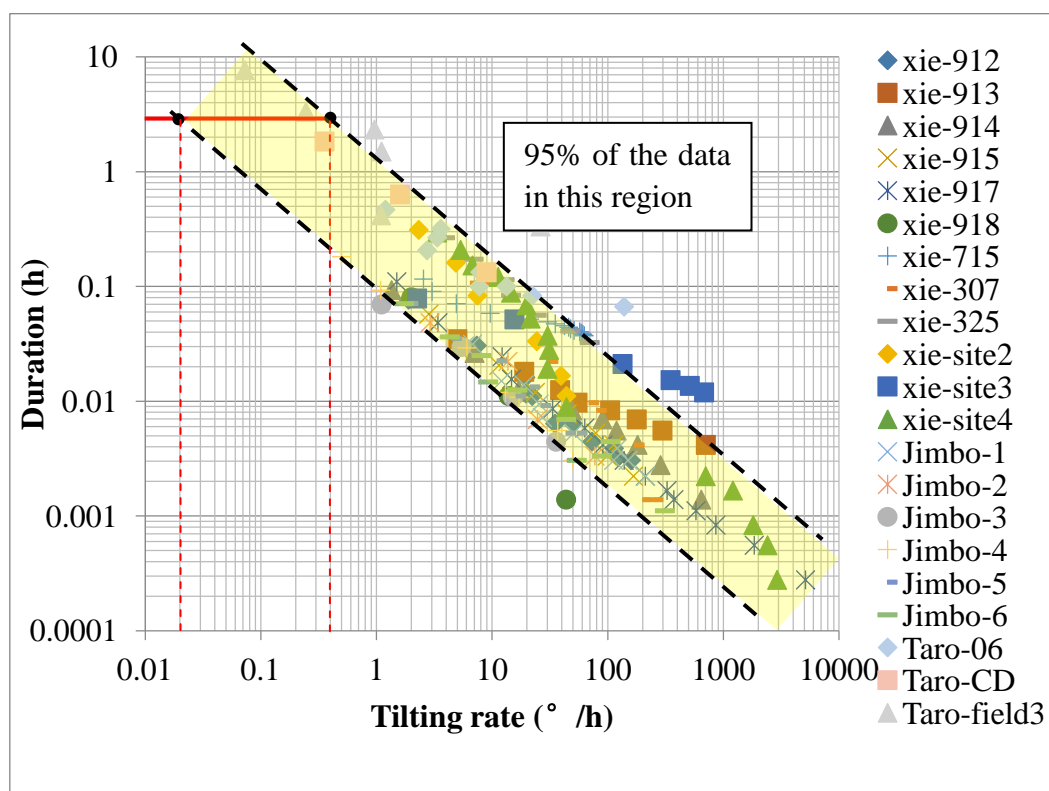 10
1
0.1
0.01
0.001
0.0001
Duration (h)
0.01
0.1
1
10
100
1000
10000
Tilting rate (° /h)
95% of the data
in this region
xie-912
xie-913
xie-914
xie-915
xie-917
xie-918
xie-715
xie-307
xie-325
xie-site2
xie-site3
xie-site4
Jimbo-1
Jimbo-2
Jimbo-3
Jimbo-4
Jimbo-5
Jimbo-6
Taro-06
Taro-CD
Taro-field3